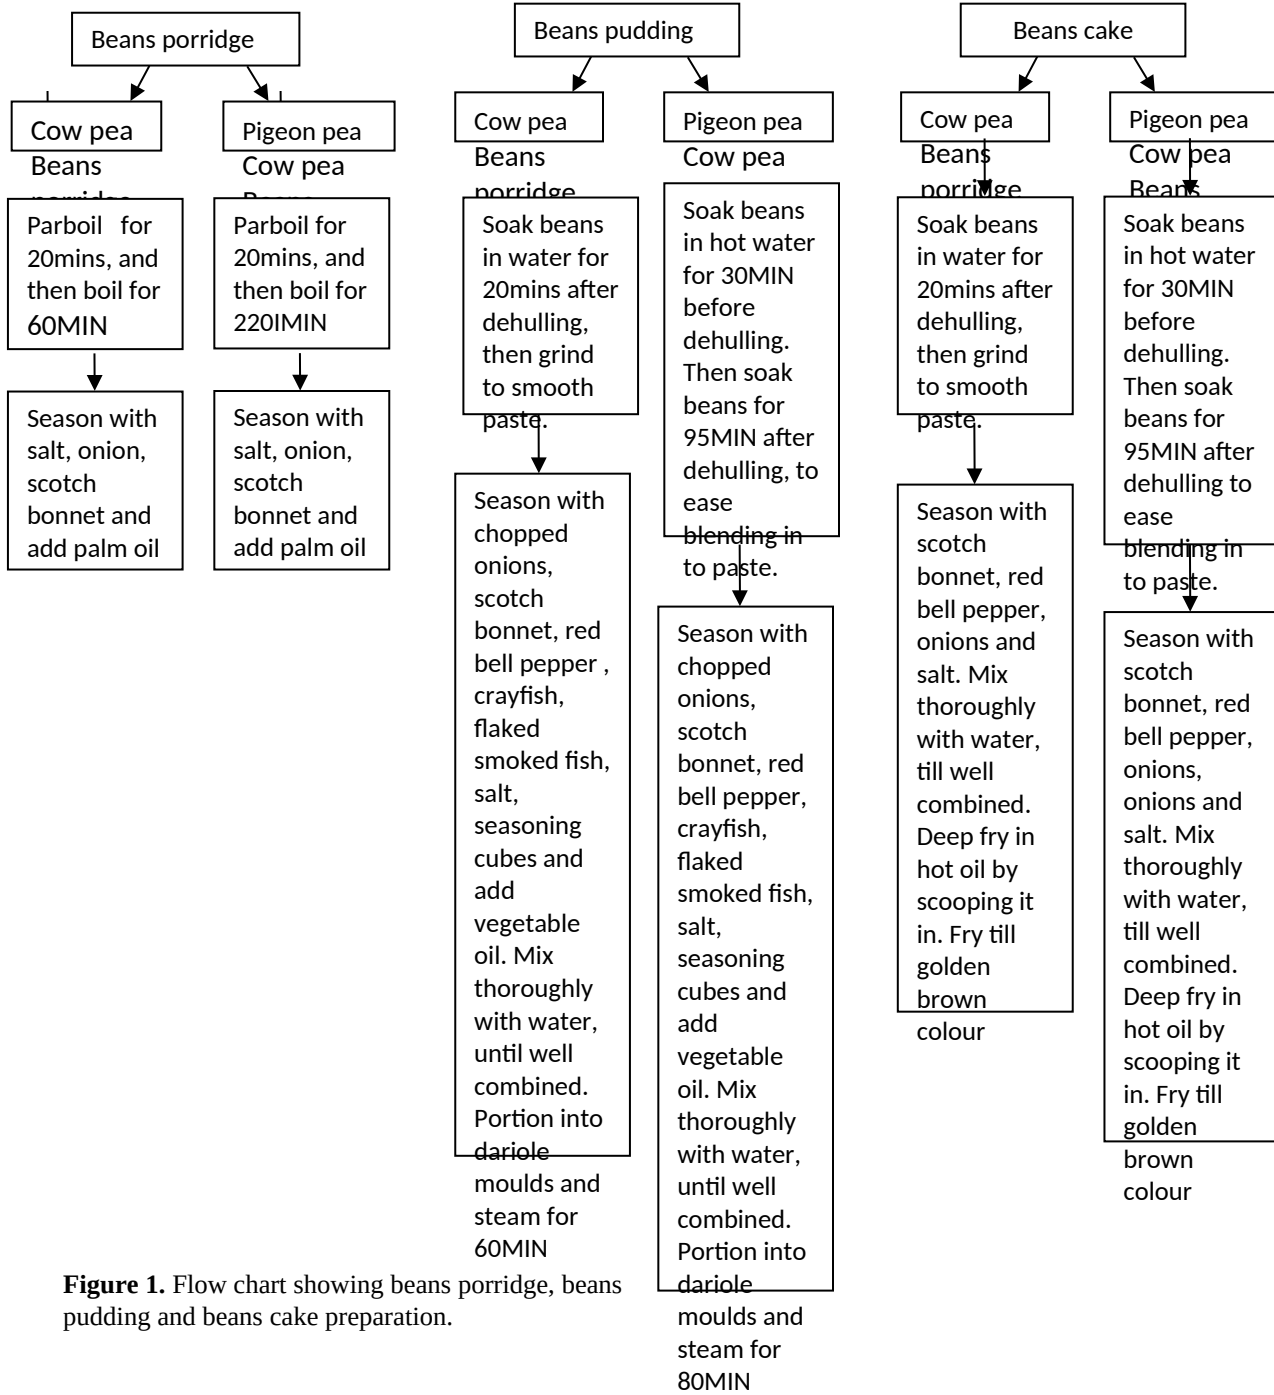 Beans porridge
Cow pea
Beans
porridge
Parboil for
20mins, and
then boil for
60MIN
Season with
salt, onion,
scotch
bonnet and
add palm oil
Pigeon pea
Cow pea
Beans
Parboil for
20mins, and
then boil for
220IMIN
Season with
salt, onion,
scotch
bonnet and
add palm oil
Beans pudding
Cow pea
Beans
porridge
Soak beans
in water for
20mins after
dehulling,
then grind
to smooth
paste.
Season with
chopped
onions,
scotch
bonnet, red
bell pepper ,
crayfish,
flaked
smoked fish,
salt,
seasoning
cubes and
add
vegetable
oil. Mix
thoroughly
with water,
until well
combined.
Portion into
dariole
moulds and
steam for
60MIN
Pigeon pea
Cow pea
Soak beans
in hot water
for 30MIN
before
dehulling.
Then soak
beans for
95MIN after
dehulling, to
ease
blending in
to paste.
Season with
chopped
onions,
scotch
bonnet, red
bell pepper,
crayfish,
flaked
smoked fish,
salt,
seasoning
cubes and
add
vegetable
oil. Mix
thoroughly
with water,
until well
combined.
Portion into
dariole
moulds and
steam for
80MIN
Beans cake
Cow pea
Beans
porridge
Soak beans
in water for
20mins after
dehulling,
then grind
to smooth
paste.
Season with
scotch
bonnet, red
bell pepper,
onions and
salt. Mix
thoroughly
with water,
till well
combined.
Deep fry in
hot oil by
scooping it
in. Fry till
golden
brown
colour
Pigeon pea
Cow pea
Beans
Soak beans
in hot water
for 30MIN
before
dehulling.
Then soak
beans for
95MIN after
dehulling to
ease
blending in
to paste.
Season with
scotch
bonnet, red
bell pepper,
onions,
onions and
salt. Mix
thoroughly
with water,
till well
combined.
Deep fry in
hot oil by
scooping it
in. Fry till
golden
brown
colour
Figure 1. Flow chart showing beans porridge, beans
pudding and beans cake preparation.